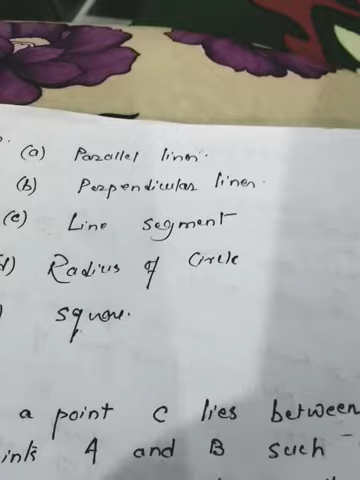 (a) Parallel lines.
(b) Perpendicular lines.
(c) Line segment
d) Radius of Circle
) square.
a point C lies between
A and B such